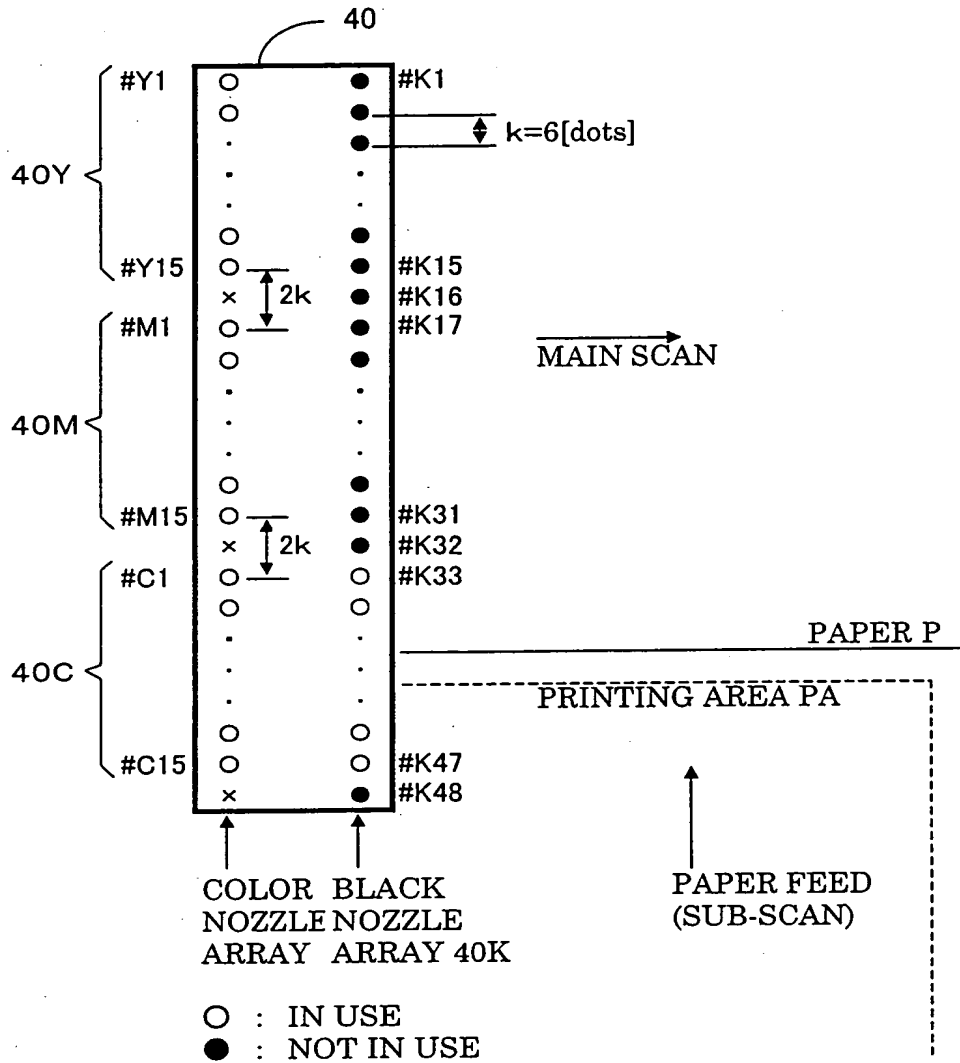 40
#Y1 #K1
k=6[dots]
40Y
#Y15 #K15
× 2k #K16
#M1 #K17
MAIN SCAN
40M
#M15 #K31
× 2k #K32
#C1 #K33
PAPER P
40C
PRINTING AREA PA
#C15 #K47
× #K48
COLOR BLACK PAPER FEED
NOZZLE NOZZLE (SUB-SCAN)
ARRAY ARRAY 40K
○ : IN USE
● : NOT IN USE